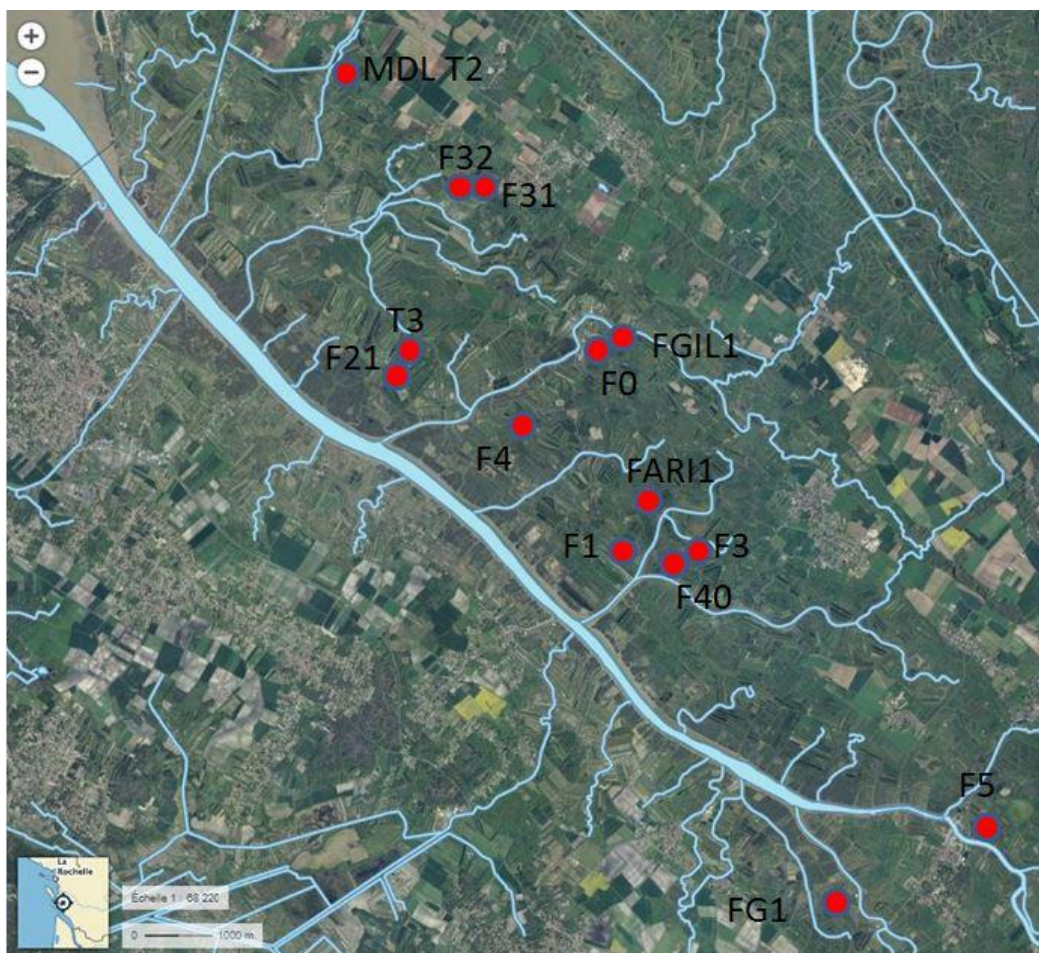 +
−
MDL T2
F32
F31
T3
F21
FGIL1
F0
F4
FARI1
F1
F3
F40
F5
FG1
La
Rochelle
Échelle 1 : 68 220
0 1000 m.